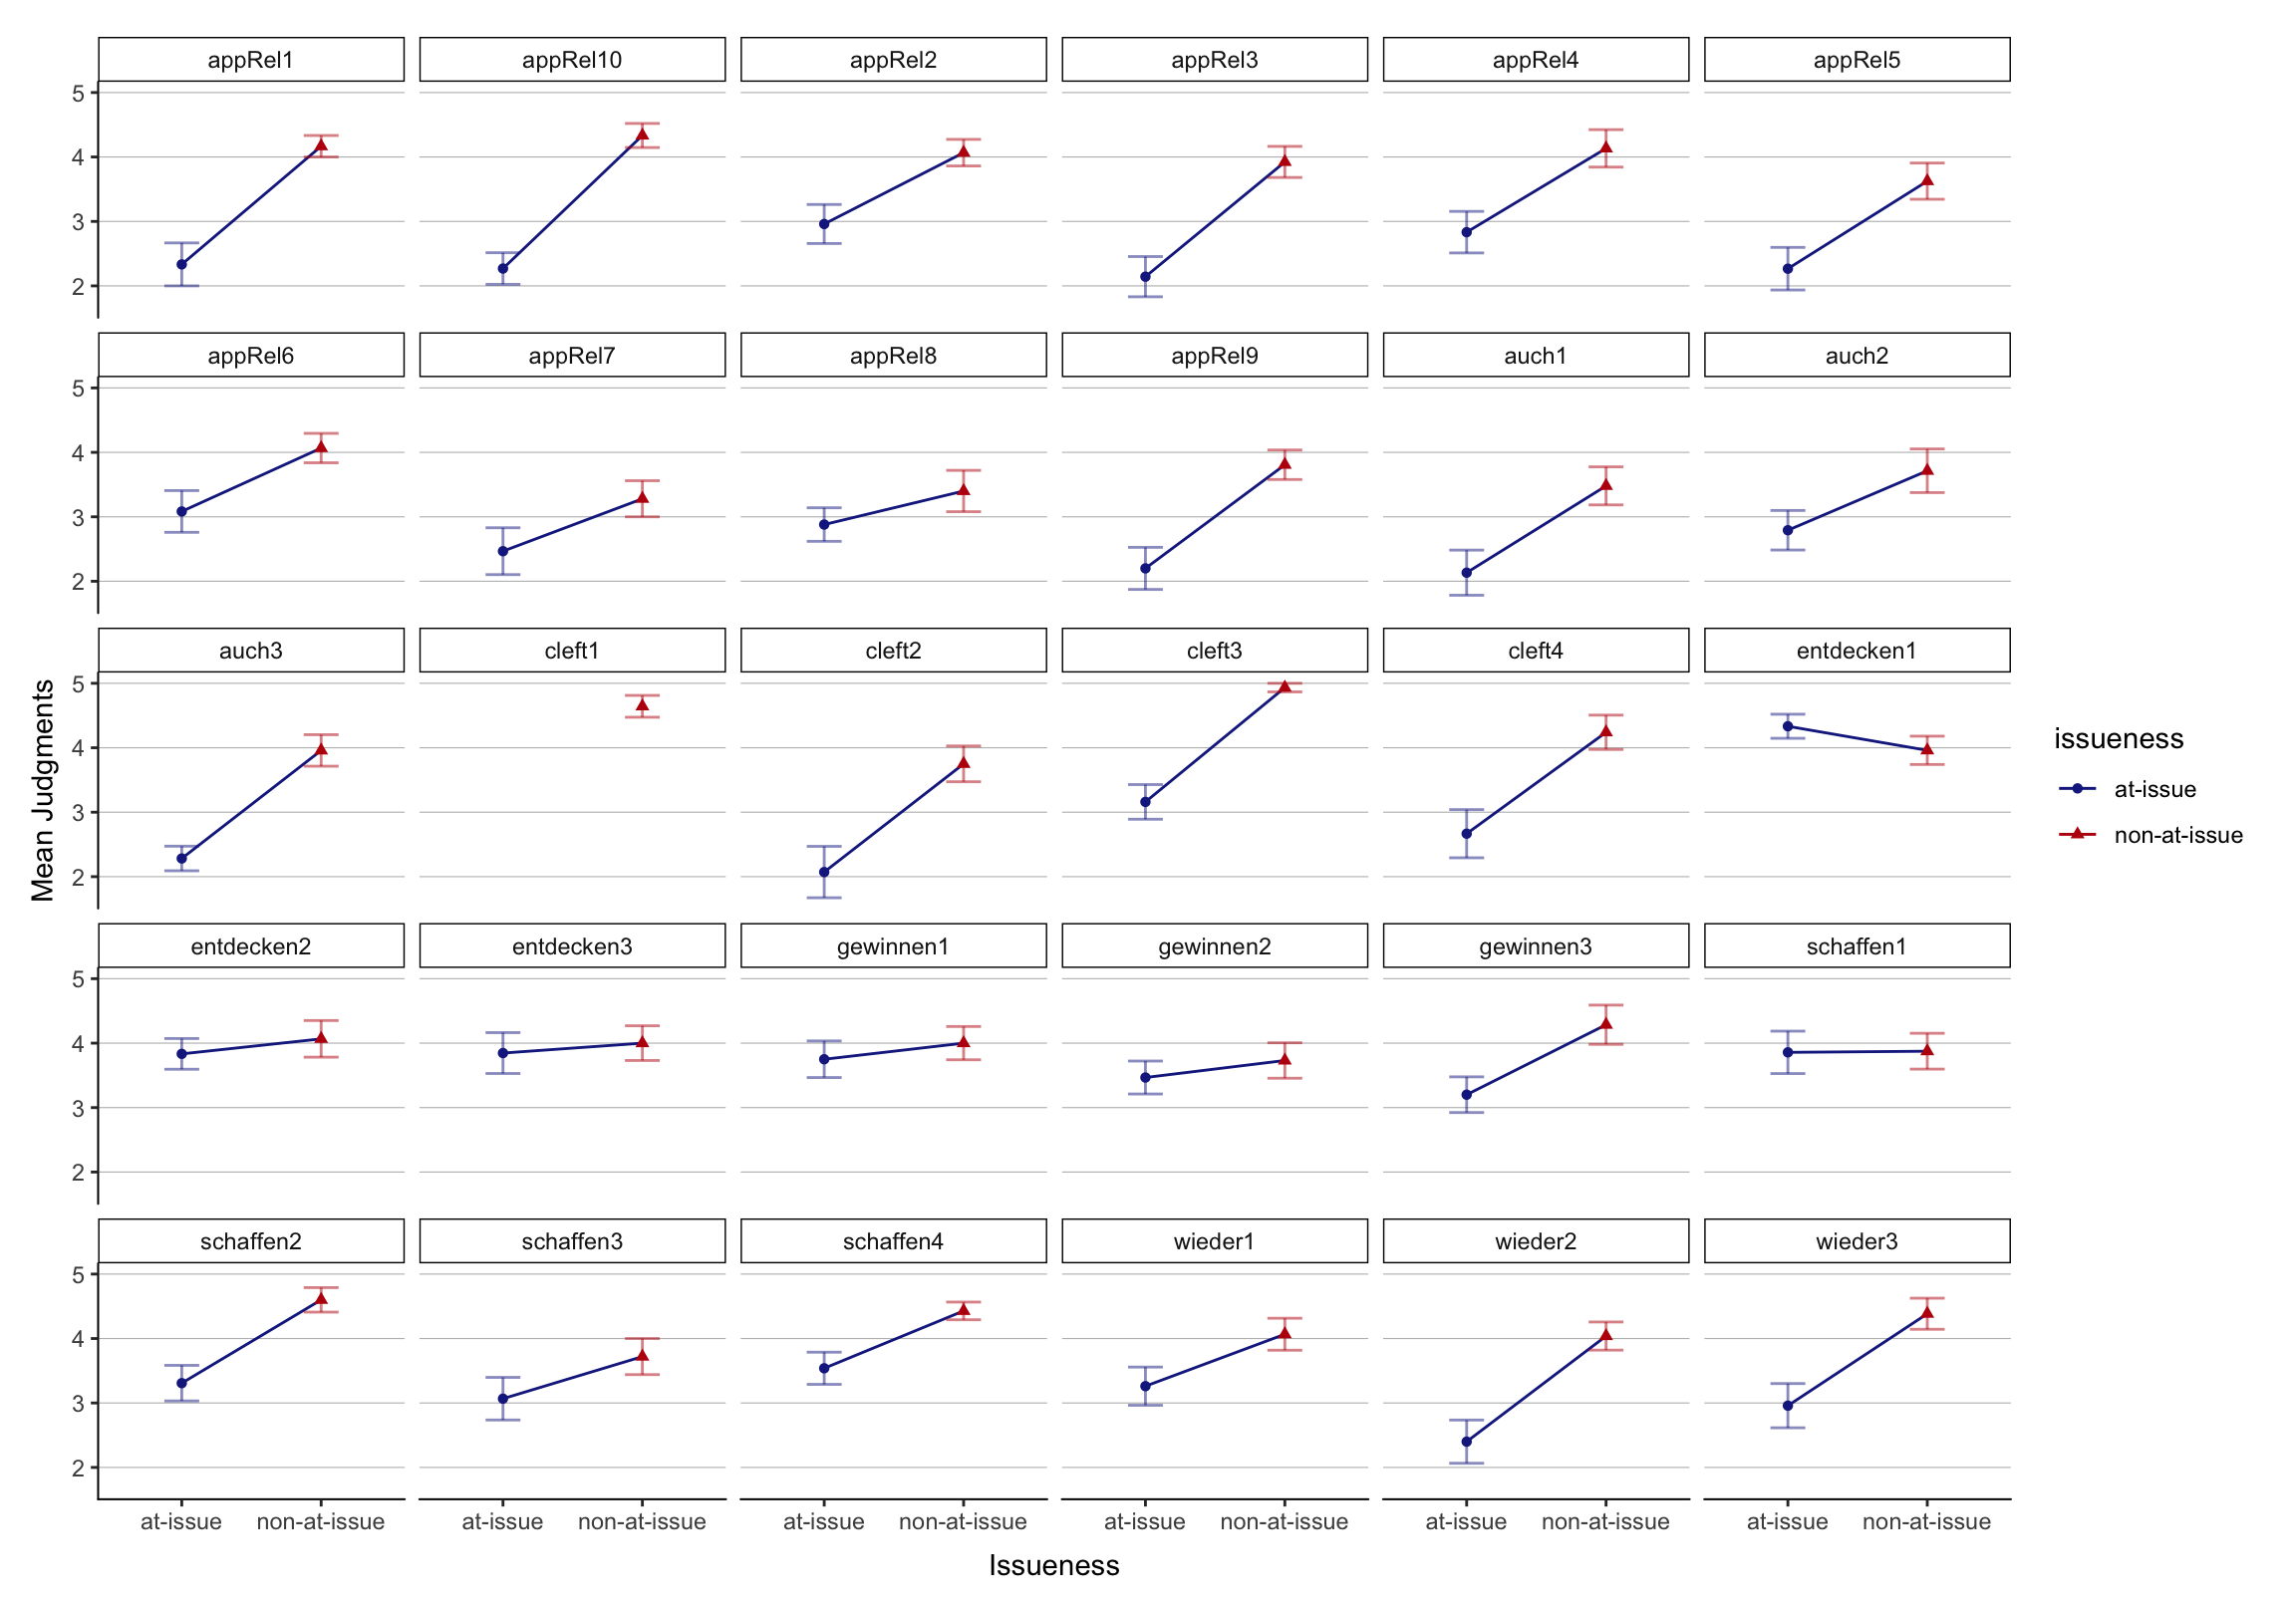 appRel1 appRel10 appRel2 appRel3 appRel4 appRel5
5
4
3
2
appRel6 appRel7 appRel8 appRel9 auch1 auch2
5
4
3
2
auch3 cleft1 cleft2 cleft3 cleft4 entdecken1
5
4
3
2
entdecken2 entdecken3 gewinnen1 gewinnen2 gewinnen3 schaffen1
5
4
3
2
schaffen2 schaffen3 schaffen4 wieder1 wieder2 wieder3
5
4
3
2
at-issue non-at-issue at-issue non-at-issue at-issue non-at-issue at-issue non-at-issue at-issue non-at-issue at-issue non-at-issue
Issueness
Mean Judgments
issueness
at-issue
non-at-issue